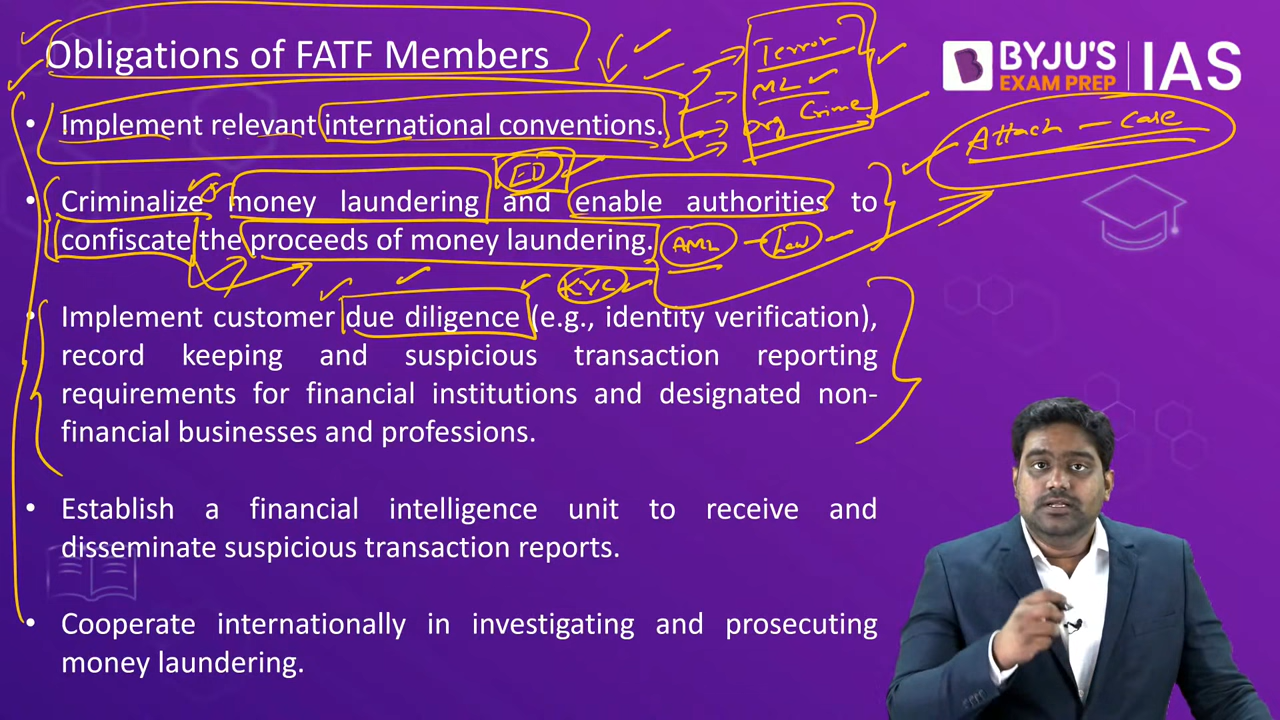 Obligations of FATF Members
BYJU'S
EXAM PREP
IAS
Terror
ML
Org Crime
Attach - Case
• Implement relevant international conventions.
ED
• Criminalize money laundering and enable authorities to
confiscate the proceeds of money laundering.
AML - Law -
KYC
• Implement customer due diligence (e.g., identity verification),
record keeping and suspicious transaction reporting
requirements for financial institutions and designated non-
financial businesses and professions.
• Establish a financial intelligence unit to receive and
disseminate suspicious transaction reports.
• Cooperate internationally in investigating and prosecuting
money laundering.